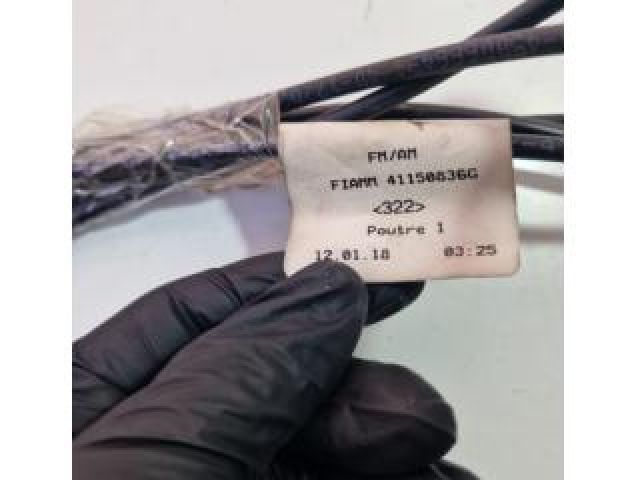 FM/AM
FIAMM 41150836G
<322>
Poutre 1
12.01.18 03:25